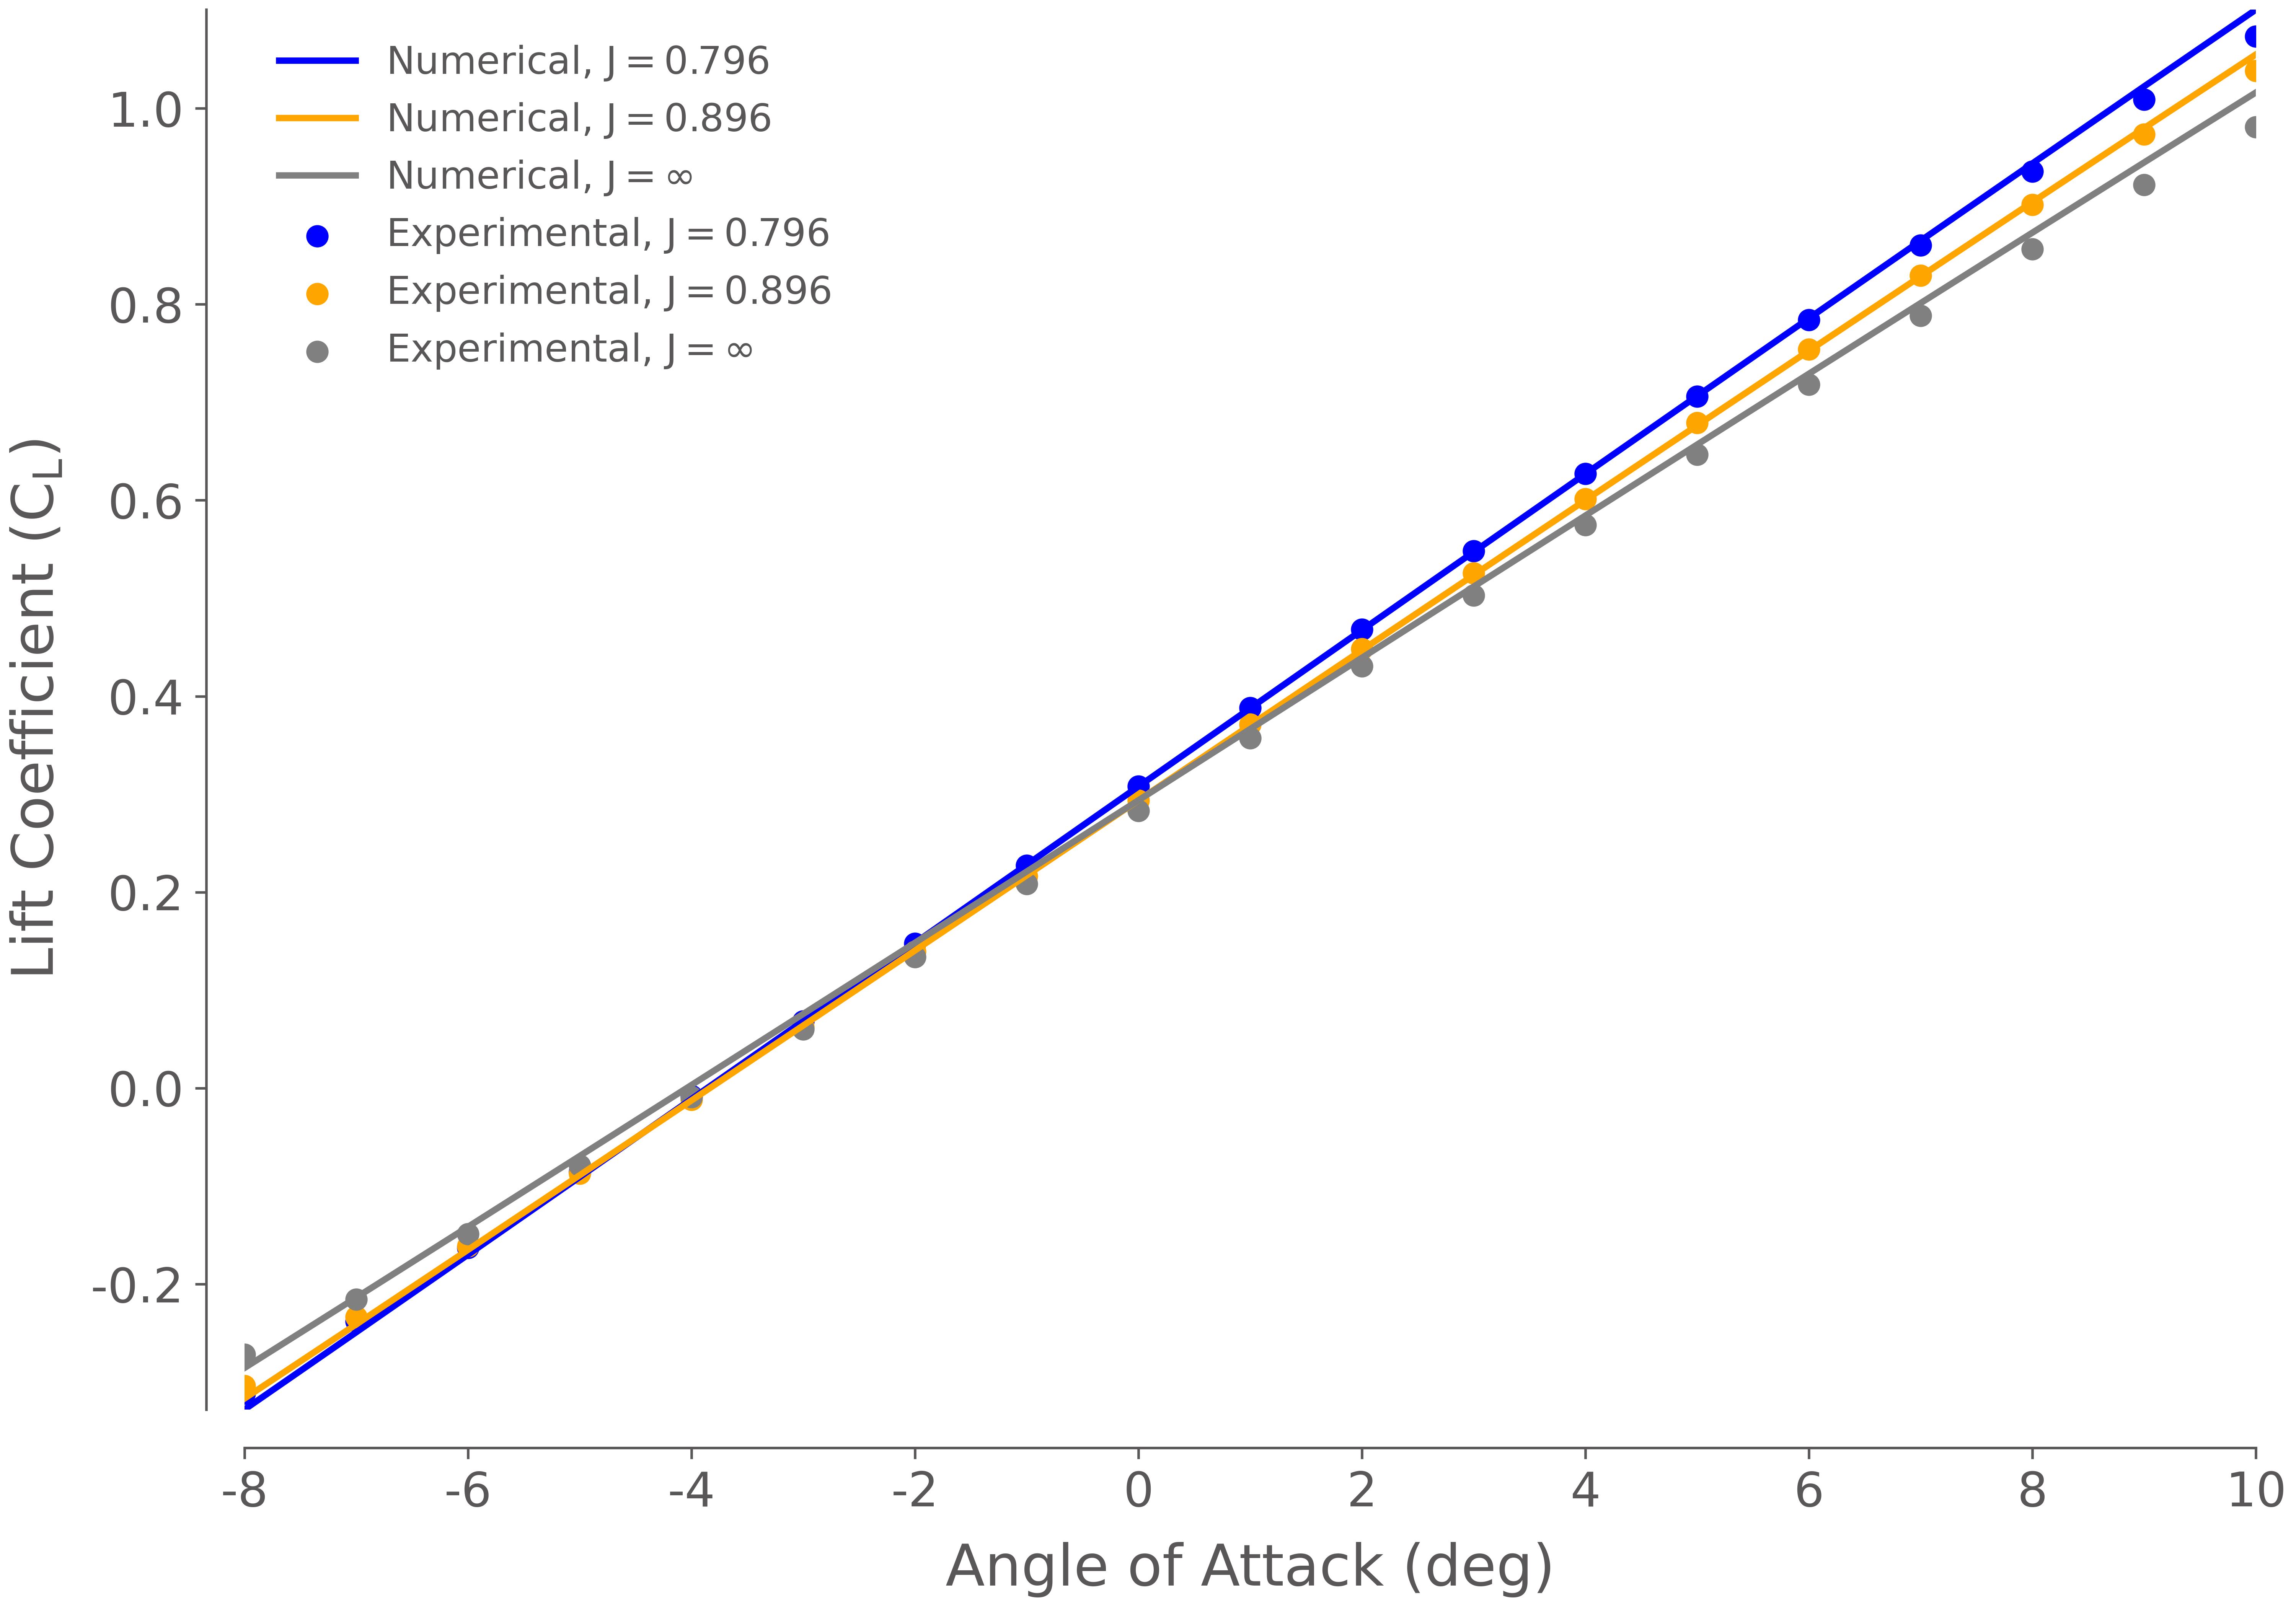 Numerical, J = 0.796
Numerical, J = 0.896
Numerical, J = ∞
Experimental, J = 0.796
Experimental, J = 0.896
Experimental, J = ∞
1.0
0.8
0.6
0.4
0.2
0.0
-0.2
Lift Coefficient (C_L)
-8 -6 -4 -2 0 2 4 6 8 10
Angle of Attack (deg)